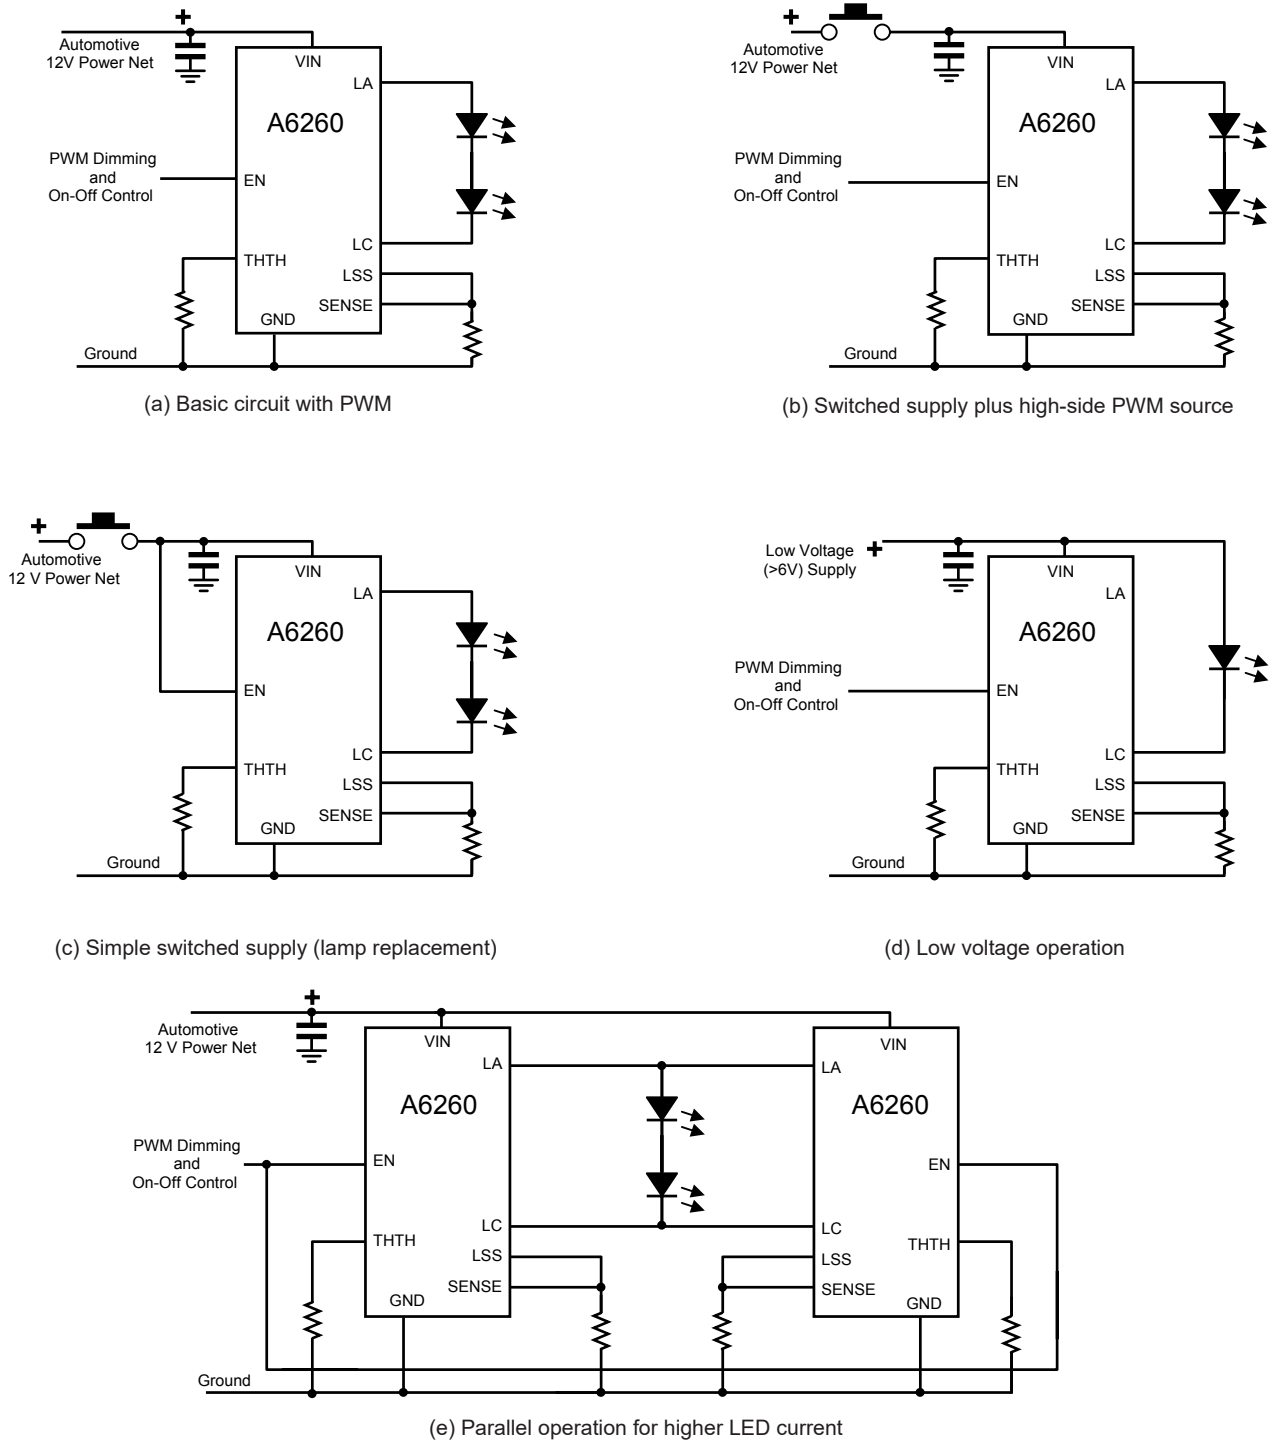 +
Automotive
12V Power Net
VIN
LA
A6260
PWM Dimming
and
On-Off Control
EN
LC
THTH
LSS
SENSE
GND
Ground
(a) Basic circuit with PWM
+
Automotive
12V Power Net
VIN
LA
A6260
PWM Dimming
and
On-Off Control
EN
LC
THTH
LSS
SENSE
GND
Ground
(b) Switched supply plus high-side PWM source
+
Automotive
12 V Power Net
VIN
LA
A6260
EN
LC
THTH
LSS
SENSE
GND
Ground
(c) Simple switched supply (lamp replacement)
Low Voltage +
(>6V) Supply
VIN
LA
A6260
PWM Dimming
and
On-Off Control
EN
LC
THTH
LSS
SENSE
GND
Ground
(d) Low voltage operation
+
Automotive
12 V Power Net
VIN
LA
A6260
PWM Dimming
and
On-Off Control
EN
LC
THTH
LSS
SENSE
GND
VIN
LA
A6260
EN
LC
THTH
LSS
SENSE
GND
Ground
(e) Parallel operation for higher LED current